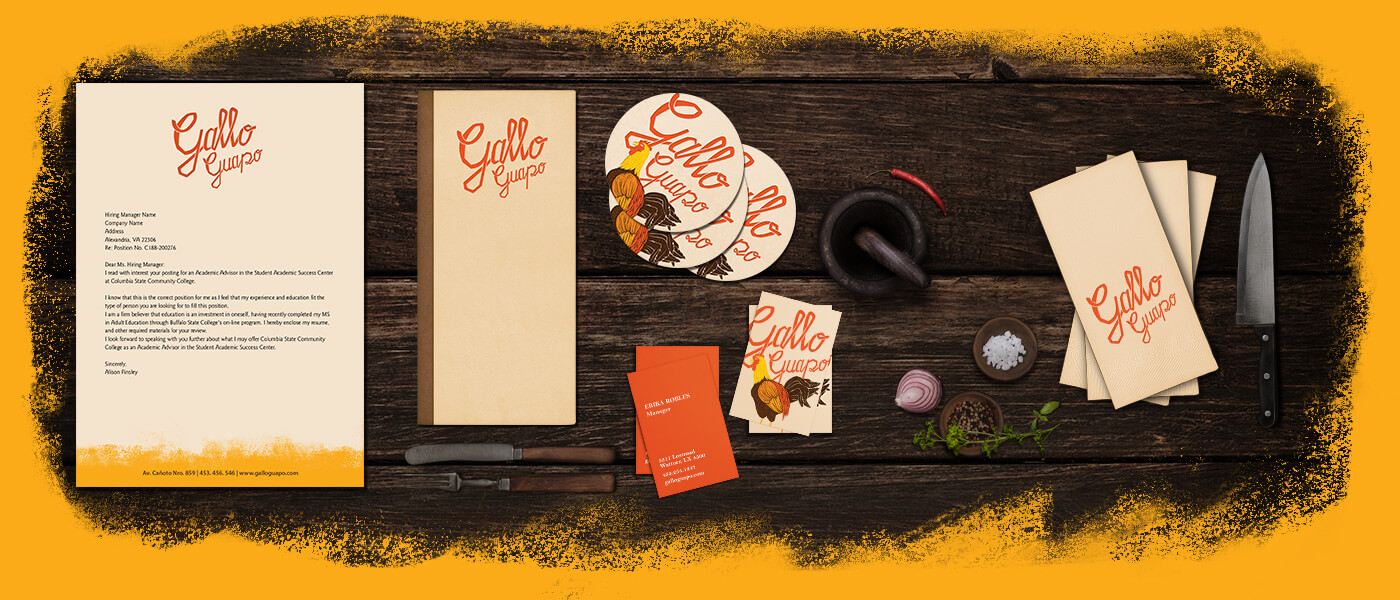 Gallo
Guapo
Hiring Manager Name
Company Name
Address
Alexandria, VA 22306
Re: Position No. C188-200276
Dear Ms. Hiring Manager:
I read with interest your posting for an Academic Advisor in the Student Academic Success Center
at Columbia State Community College.
I know that this is the correct position for me as I feel that my experience and education fit the
type of person you are looking for to fill this position.
I am a firm believer that education is an investment in oneself, having recently completed my MS
in Adult Education through Buffalo State College's on-line program. I hereby enclose my resume,
and other required materials for your review.
I look forward to speaking with you further about what I may offer Columbia State Community
College as an Academic Advisor in the Student Academic Success Center.
Sincerely,
Alison Finsley
Av. Cañoto Nro. 859 | 453. 456. 546 | www.galloguapo.com
Gallo
Guapo
Gallo
Guapo
Gallo
Guapo
ERIKA ROBLES
Manager
galloguapo.com
Gallo
Guapo